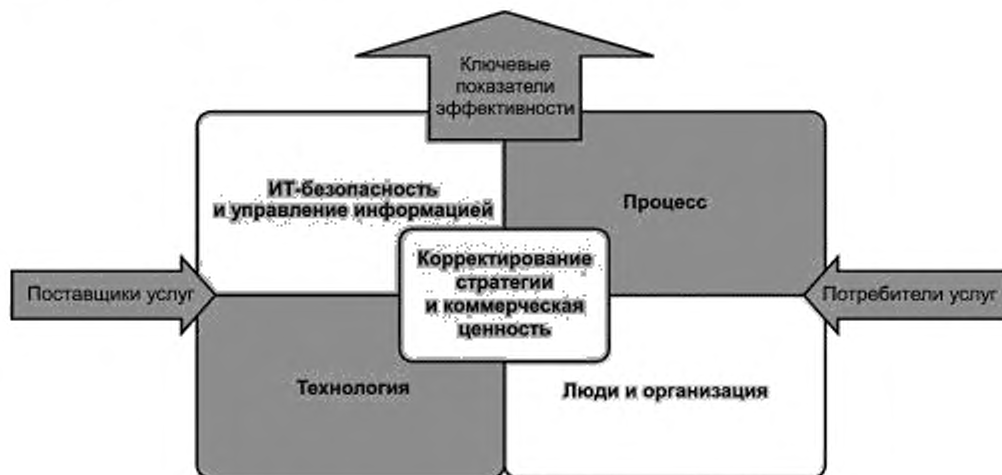 Ключевые
показатели
эффективности
ИТ-безопасность
и управление информацией
Процесс
Корректирование
стратегии
и коммерческая
ценность
Поставщики услуг
Потребители услуг
Технология
Люди и организация